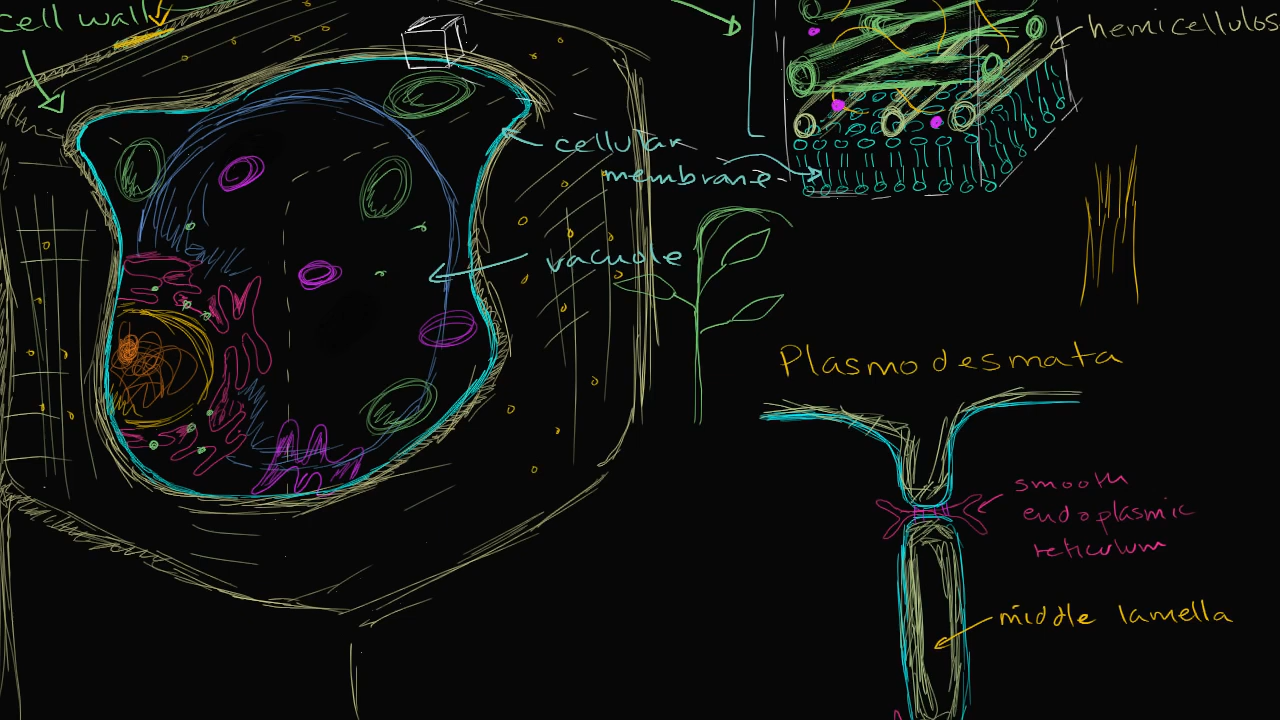 cell wall
hemicellulos
cellular
membrane
vacuole
Plasmodesmata
smooth
endoplasmic
reticulum
middle lamella